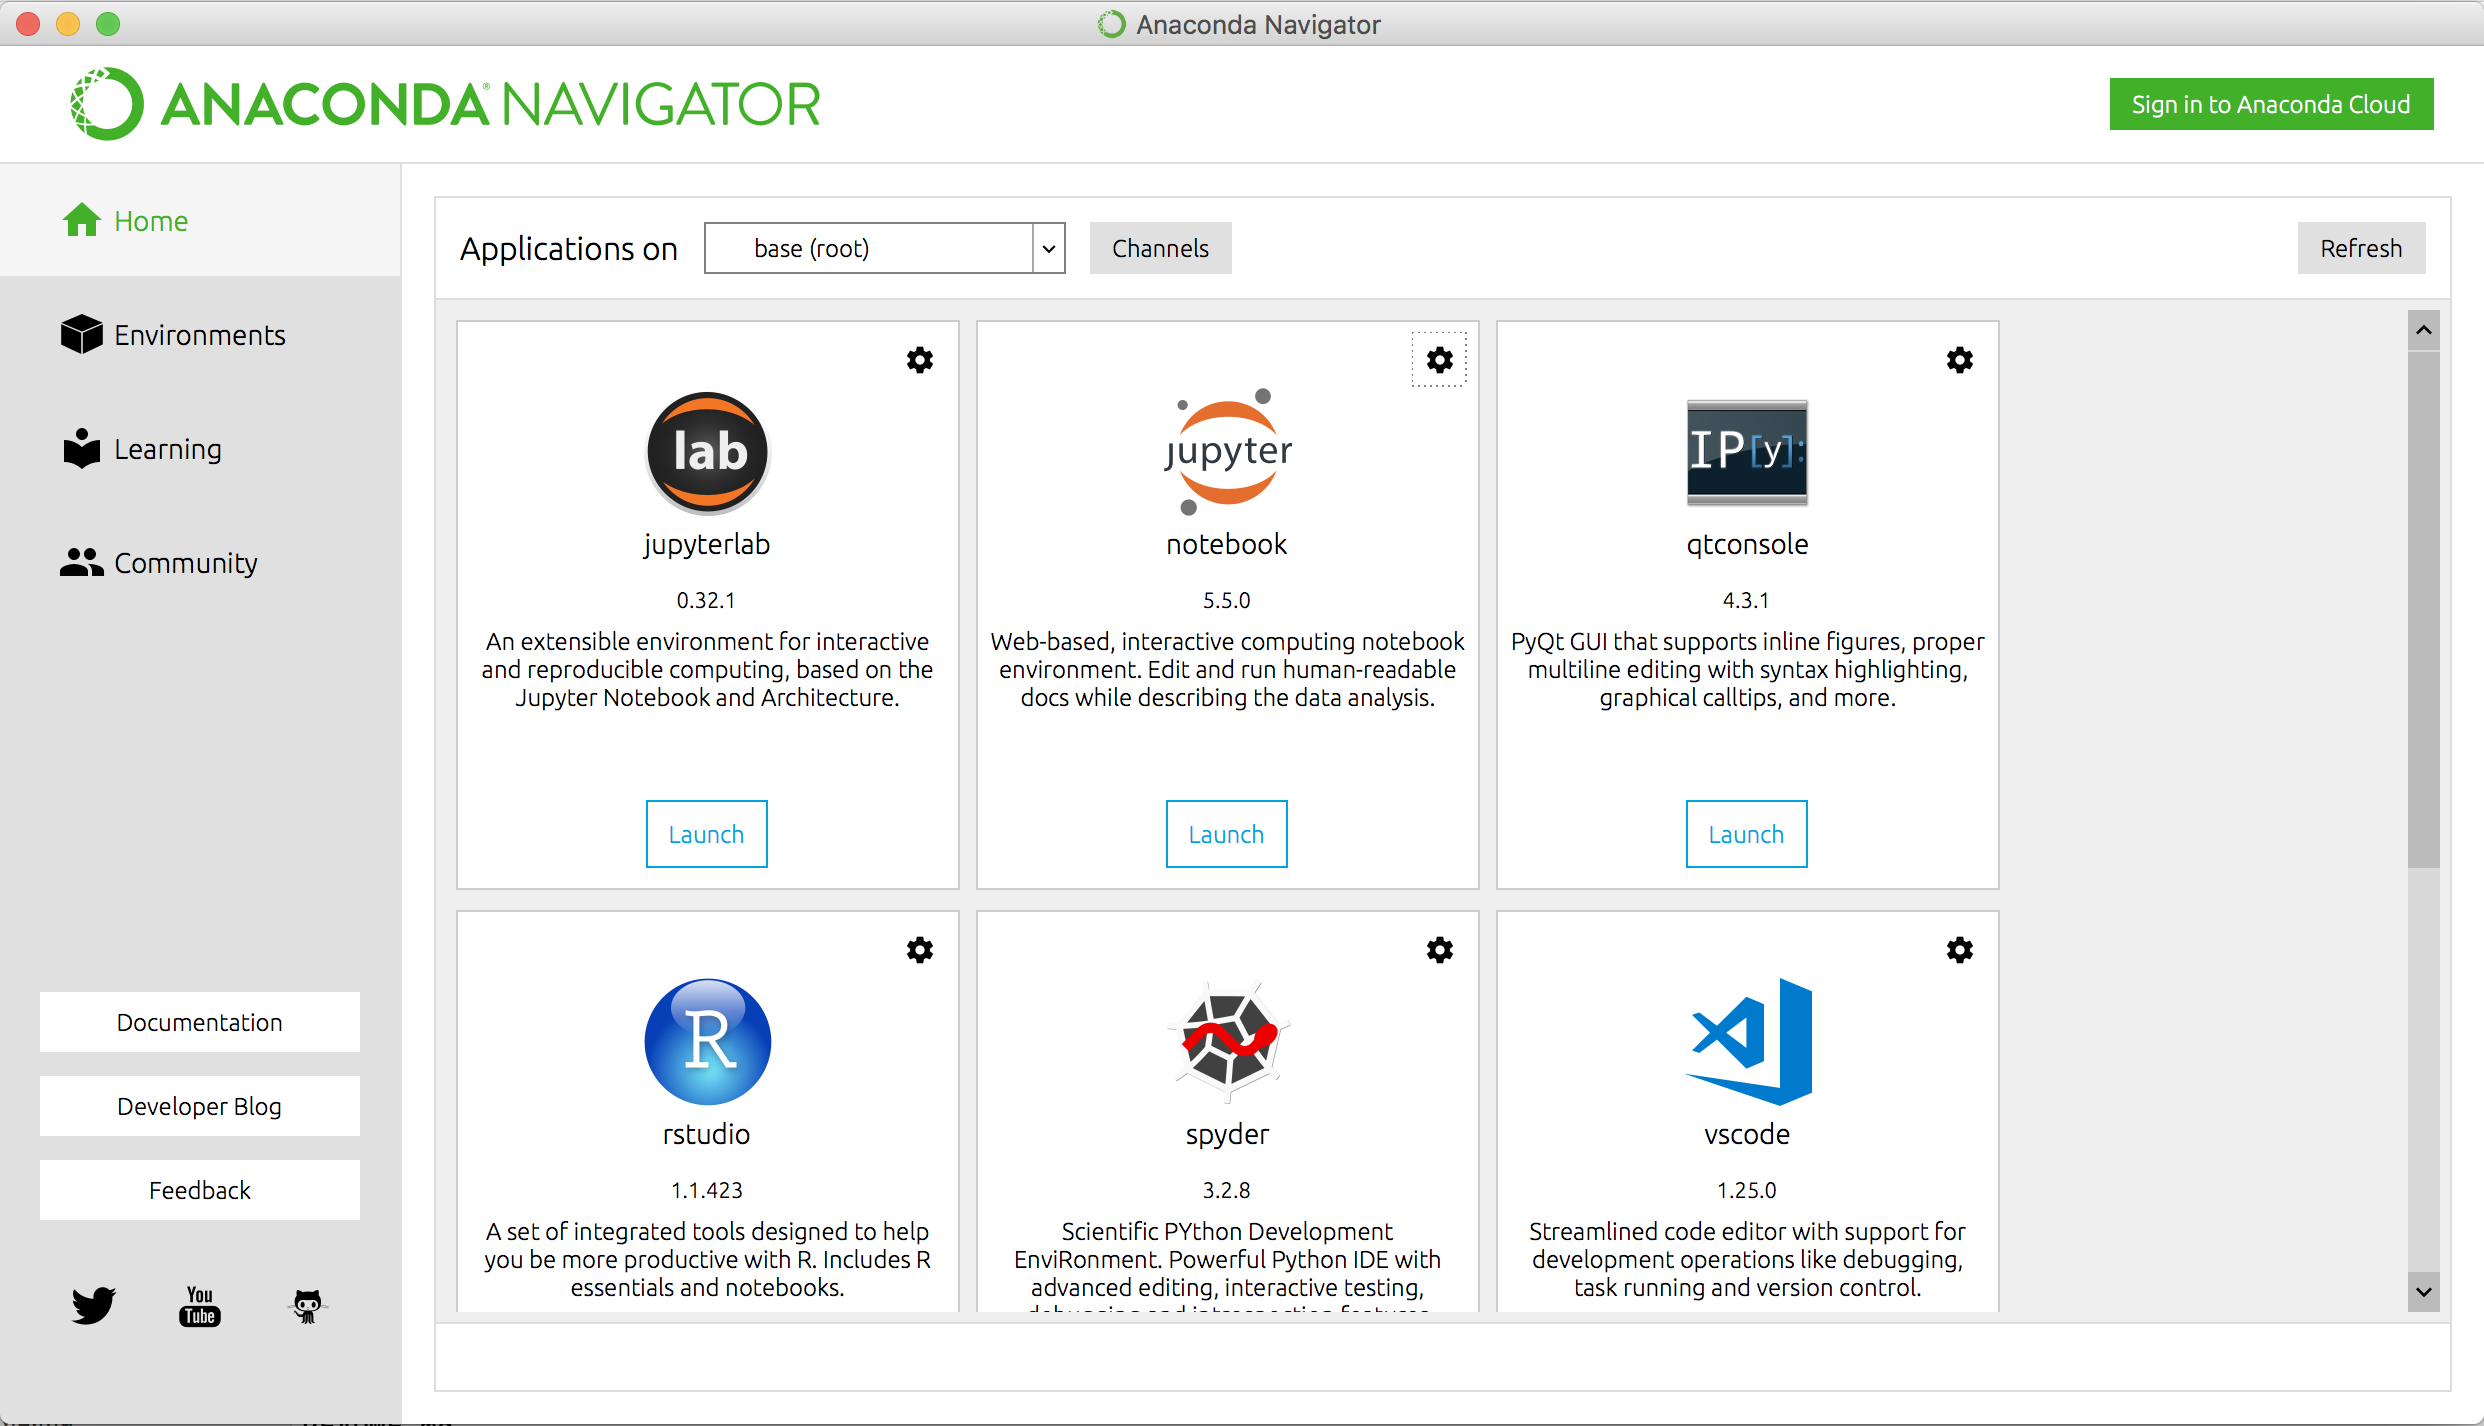 Anaconda Navigator
ANACONDA® NAVIGATOR
Sign in to Anaconda Cloud
Home
Environments
Learning
Community
Documentation
Developer Blog
Feedback
You
Tube
Applications on
base (root)
Channels
Refresh
lab
jupyterlab
0.32.1
An extensible environment for interactive
and reproducible computing, based on the
Jupyter Notebook and Architecture.
Launch
jupyter
notebook
5.5.0
Web-based, interactive computing notebook
environment. Edit and run human-readable
docs while describing the data analysis.
Launch
IP[y]:
qtconsole
4.3.1
PyQt GUI that supports inline figures, proper
multiline editing with syntax highlighting,
graphical calltips, and more.
Launch
R
rstudio
1.1.423
A set of integrated tools designed to help
you be more productive with R. Includes R
essentials and notebooks.
spyder
3.2.8
Scientific PYthon Development
EnviRonment. Powerful Python IDE with
advanced editing, interactive testing,
debugging and introspection features
vscode
1.25.0
Streamlined code editor with support for
development operations like debugging,
task running and version control.